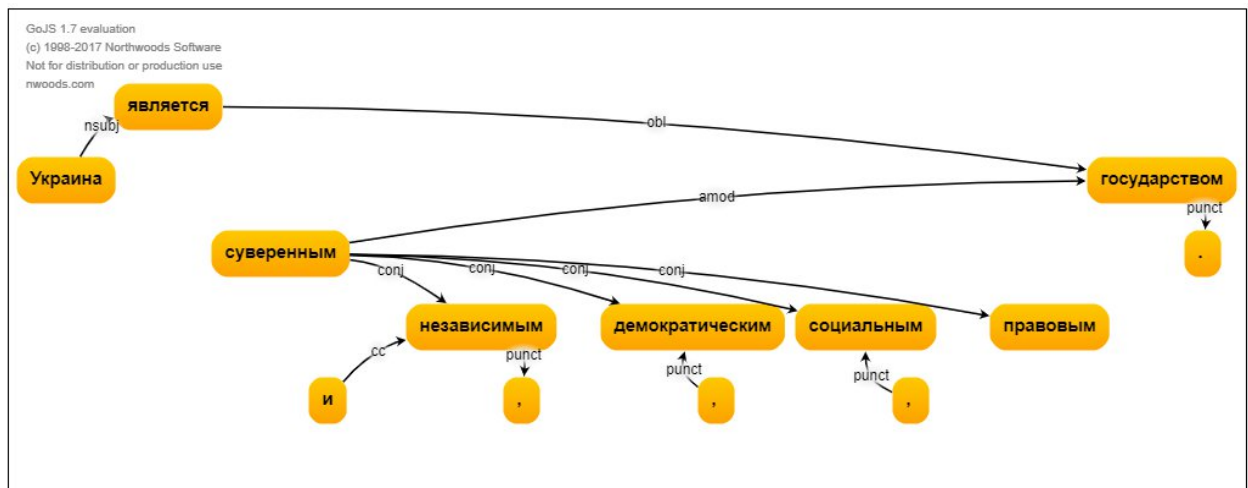 GoJS 1.7 evaluation
(c) 1998-2017 Northwoods Software
Not for distribution or production use
nwoods.com
является
nsubj
obl
Украина
государством
amod
punct
суверенным
.
conj
conj
conj
conj
независимым
демократическим
социальным
правовым
cc
punct
punct
punct
и
,
,
,